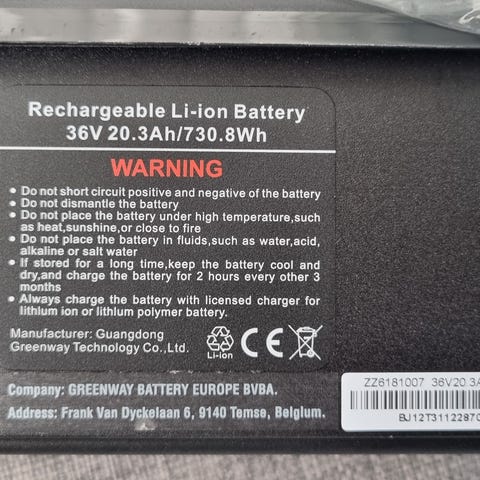 Rechargeable Li-ion Battery
36V 20.3Ah/730.8Wh
WARNING
• Do not short circuit positive and negative of the battery
• Do not dismantle the battery
• Do not place the battery under high temperature,such
as heat,sunshine,or close to fire
• Do not place the battery in fluids,such as water,acid,
alkaline or salt water
• If stored for a long time,keep the battery cool and
dry,and charge the battery for 2 hours every other 3
months
• Always charge the battery with licensed charger for
lithium ion or lithium polymer battery.
Manufacturer: Guangdong
Greenway Technology Co.,Ltd.
Li-ion
CE
Company: GREENWAY BATTERY EUROPE BVBA.
Address: Frank Van Dyckelaan 6, 9140 Temse, Belgium.
ZZ6181007 36V20.3A
BJ12T31122870